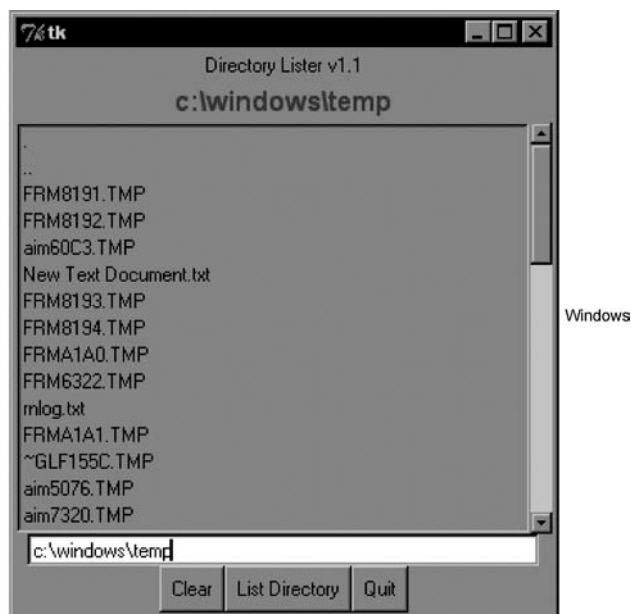 tk
Directory Lister v1.1
c:\windows\temp
.
..
FRM8191.TMP
FRM8192.TMP
aim60C3.TMP
New Text Document.txt
FRM8193.TMP
FRM8194.TMP
FRMA1A0.TMP
FRM6322.TMP
rnlog.txt
FRMA1A1.TMP
~GLF155C.TMP
aim5076.TMP
aim7320.TMP
c:\windows\temp
Clear List Directory Quit
Windows